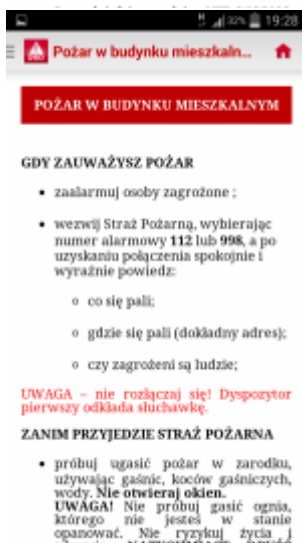 H 32% 19:28
Pożar w budynku mieszkaln...
POŻAR W BUDYNKU MIESZKALNYM
GDY ZAUWAŻYSZ POŻAR
• zaalarmuj osoby zagrożone ;
• wezwij Straż Pożarną, wybierając
numer alarmowy 112 lub 998, a po
uzyskaniu połączenia spokojnie i
wyraźnie powiedz:
○ co się pali;
○ gdzie się pali (dokładny adres);
○ czy zagrożeni są ludzie;
UWAGA – nie rozłączaj się! Dyspozytor
pierwszy odkłada słuchawkę.
ZANIM PRZYJEDZIE STRAŻ POŻARNA
• próbuj ugasić pożar w zarodku,
używając gaśnic, koców gaśniczych,
wody. Nie otwieraj okien.
UWAGA! Nie próbuj gasić ognia,
którego nie jesteś w stanie
opanować. Nie ryzykuj życia i